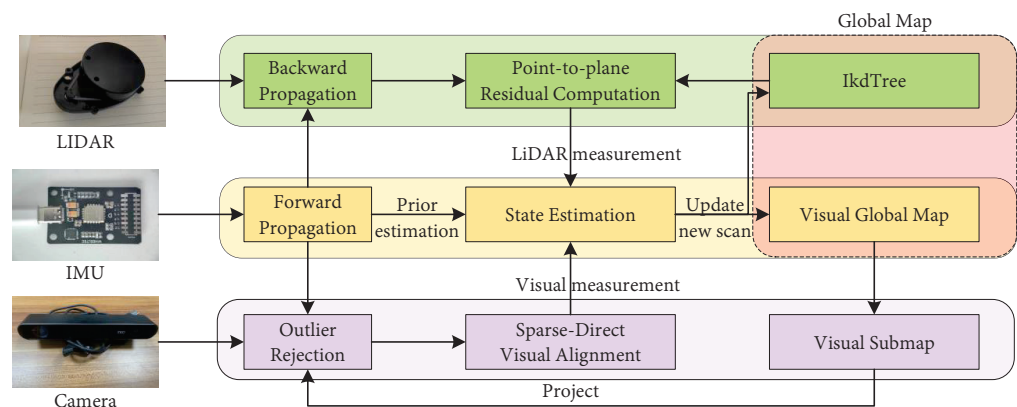 Global Map
Backward
Propagation
Point-to-plane
Residual Computation
IkdTree
LIDAR
LiDAR measurement
Forward
Propagation
Prior
estimation
State Estimation
Update
new scan
Visual Global Map
IMU
Visual measurement
Outlier
Rejection
Sparse-Direct
Visual Alignment
Visual Submap
Camera
Project